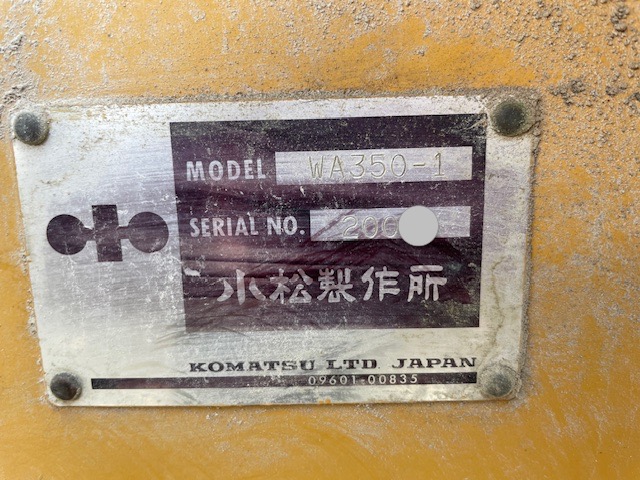 MODEL WA350-1
SERIAL NO. 200
小松製作所
KOMATSU LTD. JAPAN
09601-00835